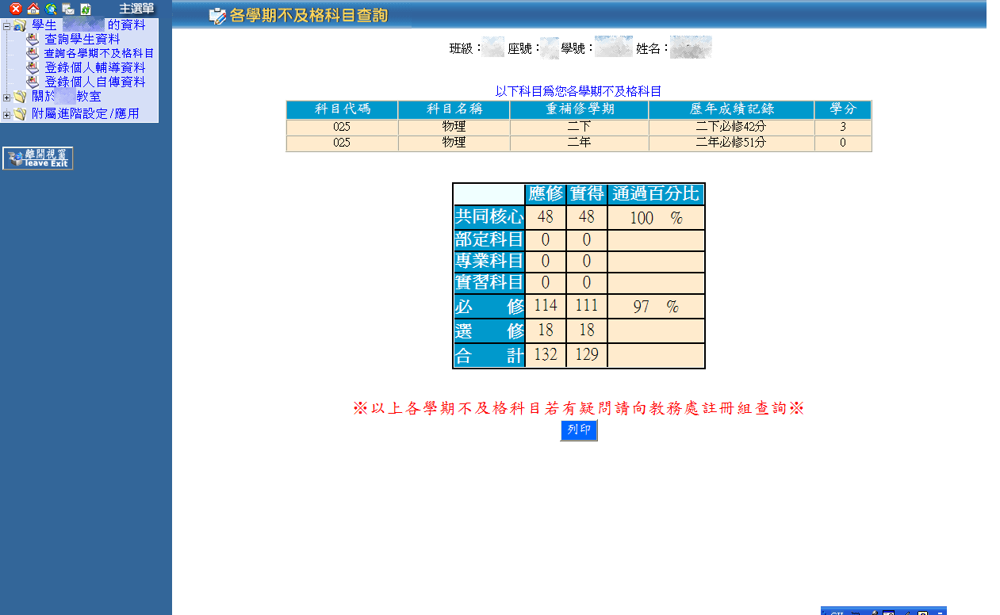 主選單
學生 的資料
查詢學生資料
查詢各學期不及格科目
登錄個人輔導資料
登錄個人自傳資料
關於 教室
附屬進階設定/應用
離開視窗
leave Exit
各學期不及格科目查詢
班級： 座號： 學號： 姓名：
以下科目為您各學期不及格科目
科目代碼 科目名稱 重補修學期 歷年成績記錄 學分
025 物理 二下 二下必修42分 3
025 物理 二年 二年必修51分 0
應修 實得 通過百分比
共同核心 48 48 100 %
部定科目 0 0
專業科目 0 0
實習科目 0 0
必 修 114 111 97 %
選 修 18 18
合 計 132 129
※以上各學期不及格科目若有疑問請向教務處註冊組查詢※
列印